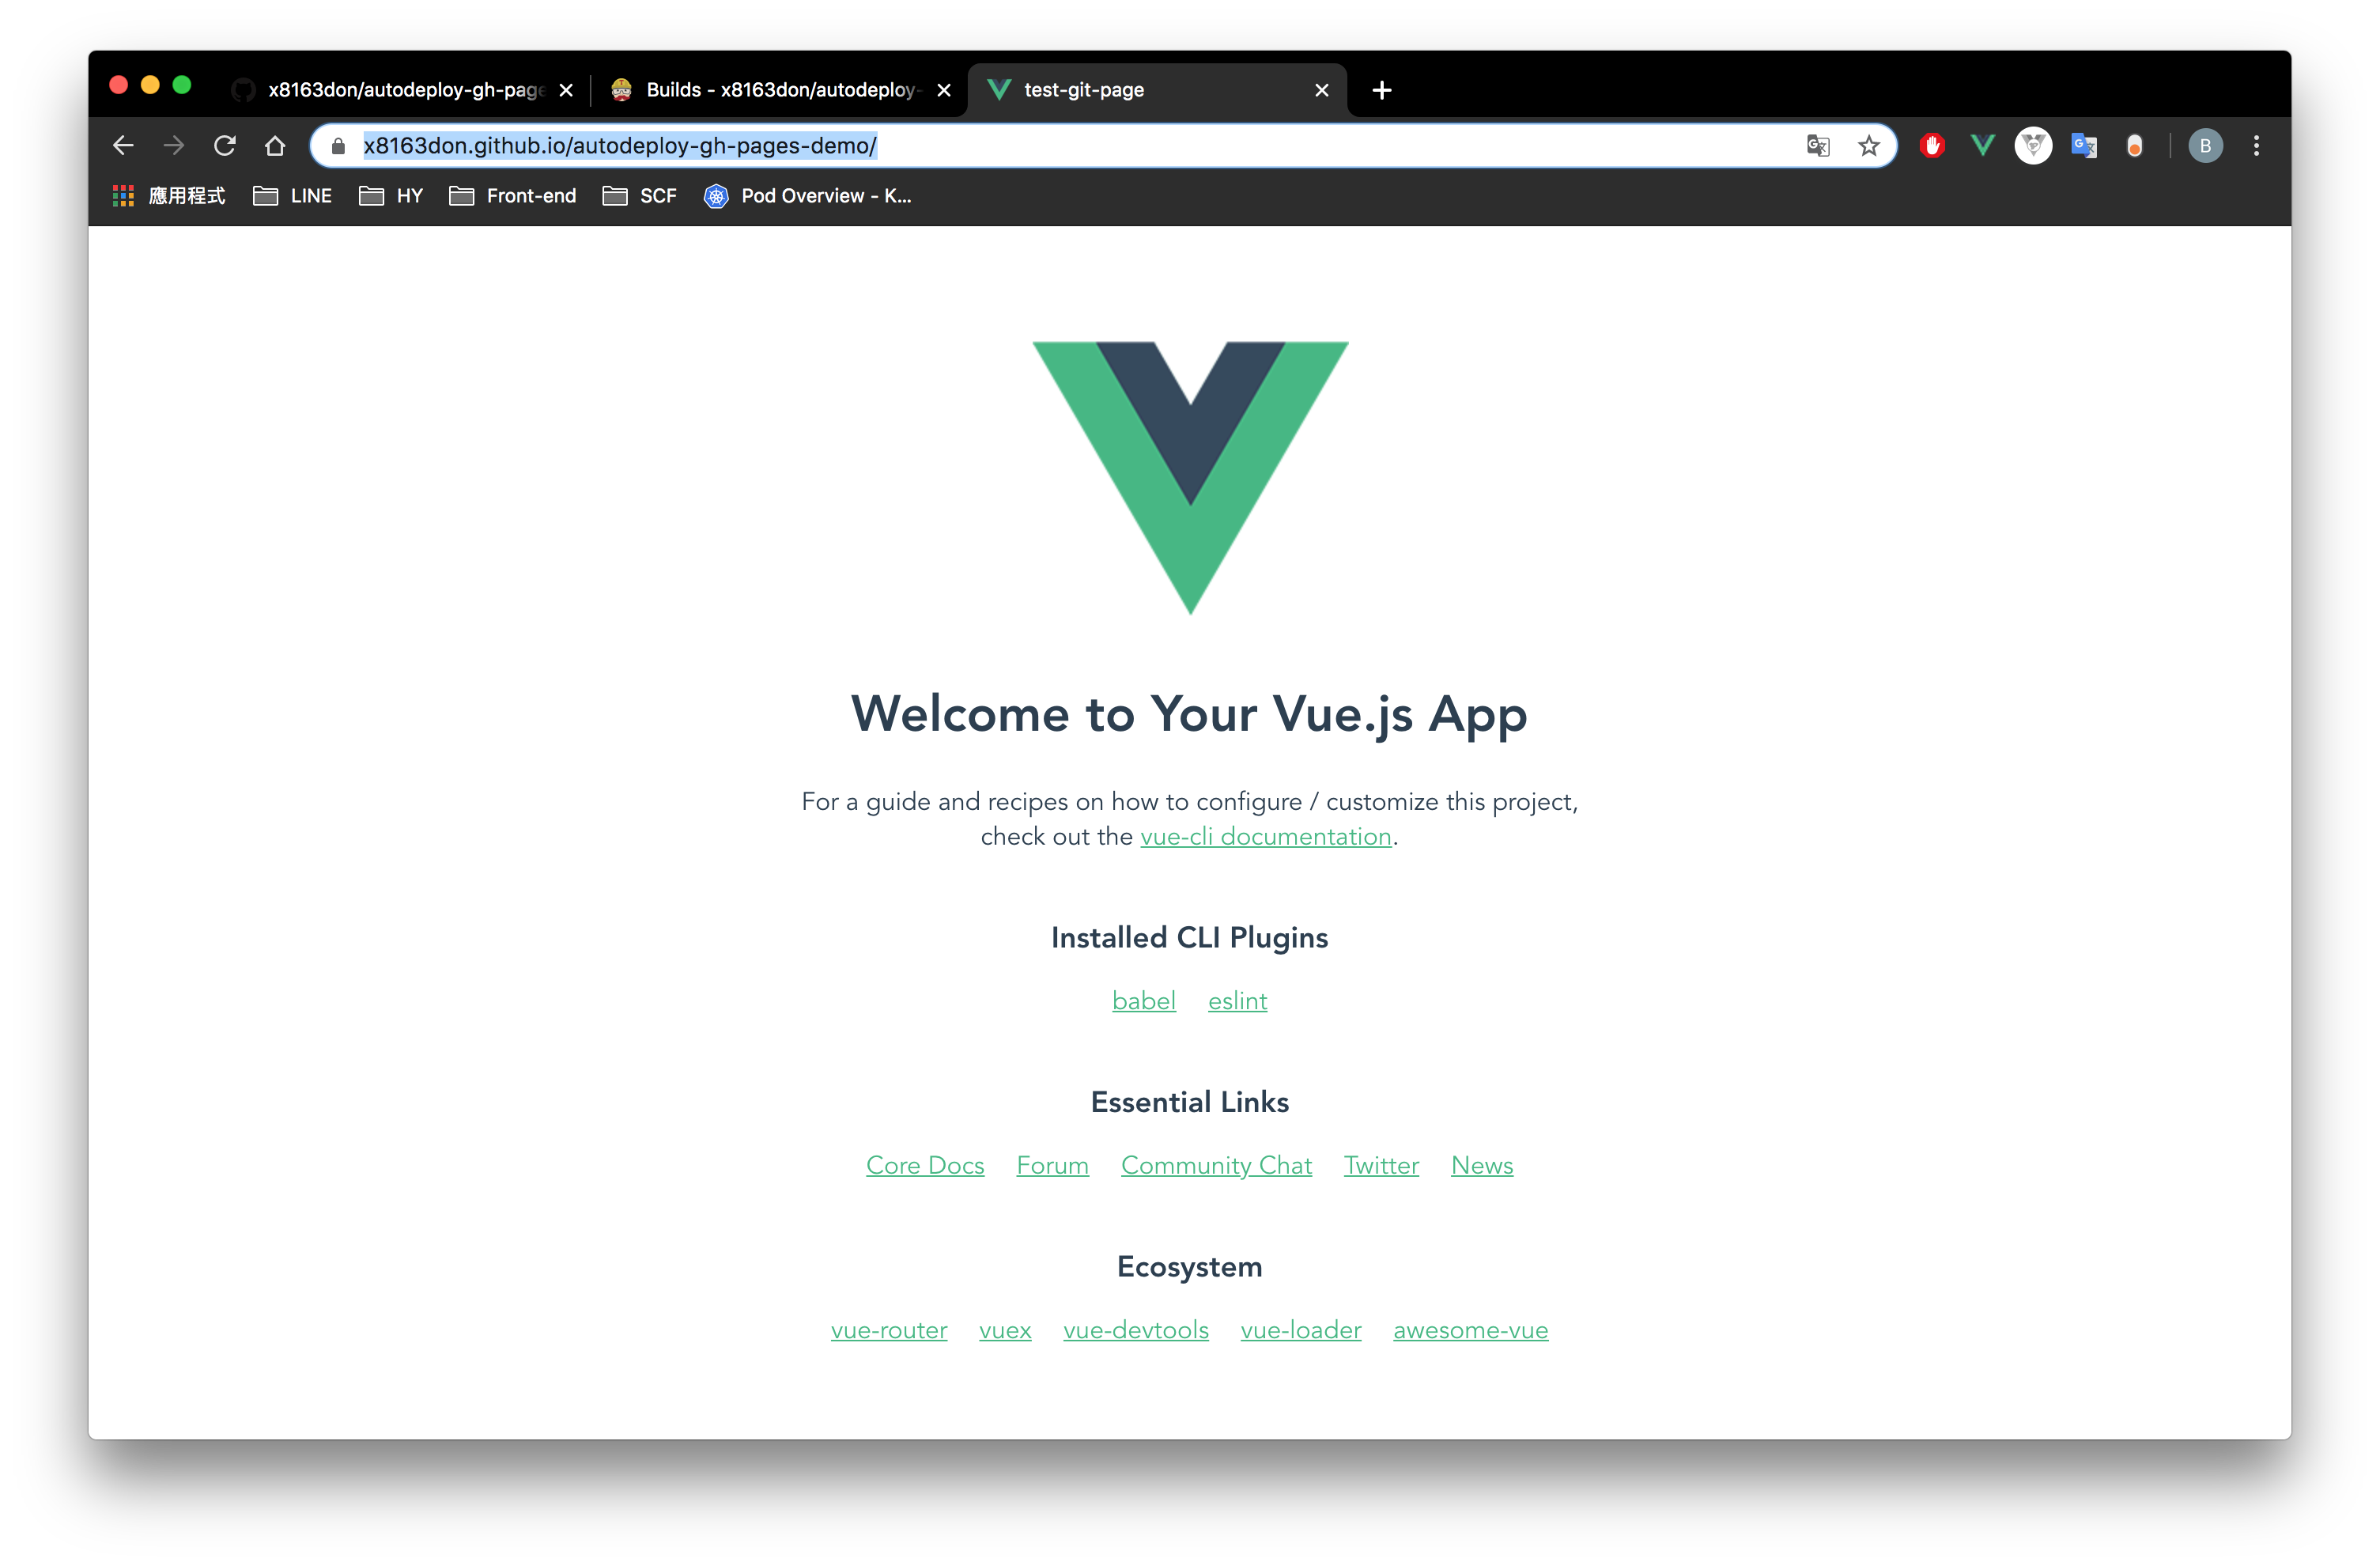 x8163don/autodeploy-gh-page
Builds - x8163don/autodeploy-
test-git-page
x8163don.github.io/autodeploy-gh-pages-demo/
B
應用程式 LINE HY Front-end SCF Pod Overview - K...
Welcome to Your Vue.js App
For a guide and recipes on how to configure / customize this project,
check out the vue-cli documentation.
Installed CLI Plugins
babel eslint
Essential Links
Core Docs Forum Community Chat Twitter News
Ecosystem
vue-router vuex vue-devtools vue-loader awesome-vue